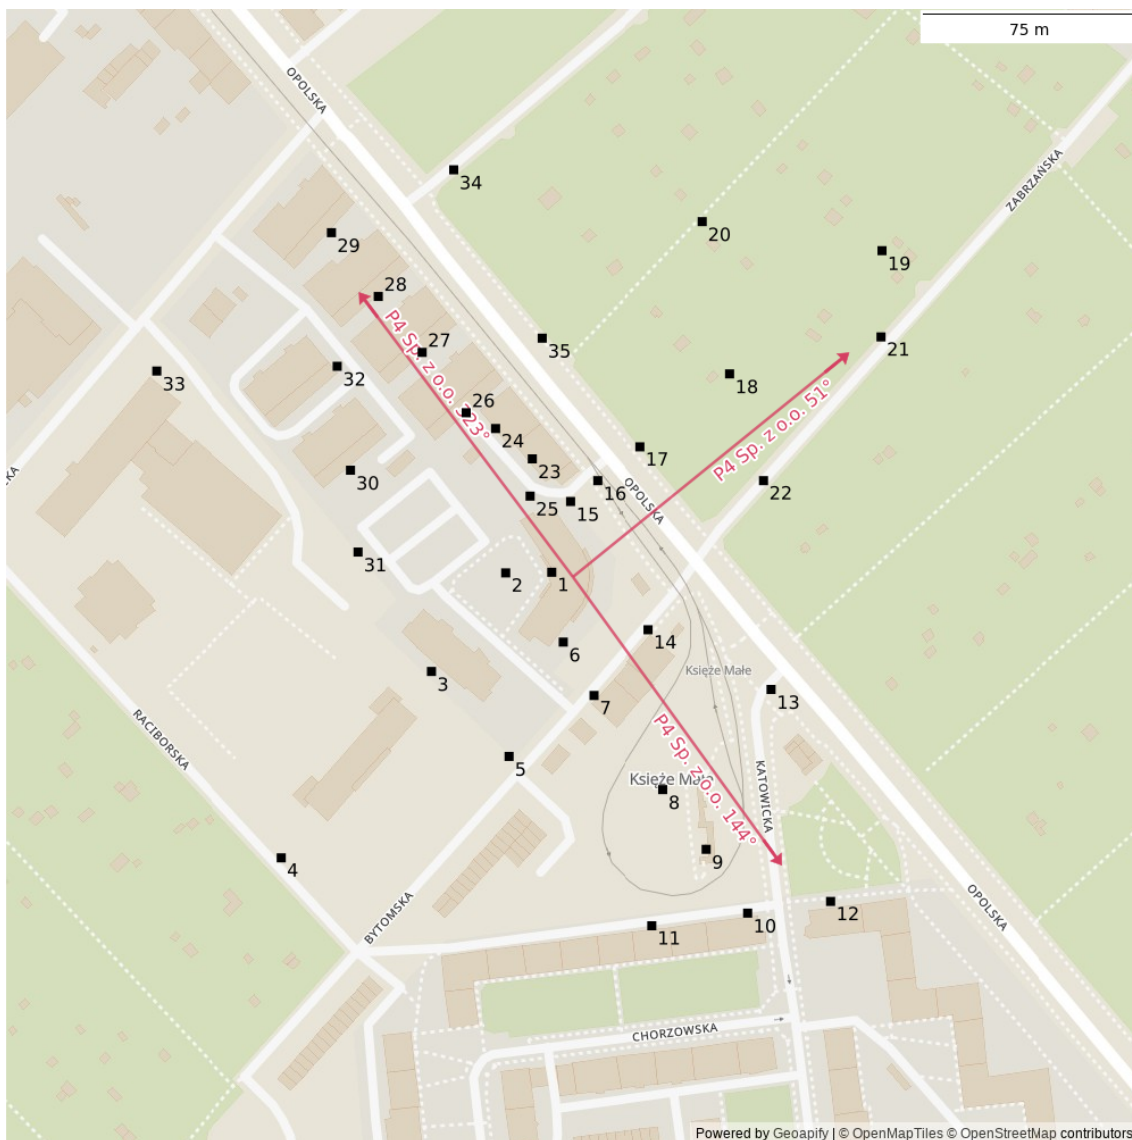 75 m
OPOLSKA
ZABRZAŃSKA
34
20
29
19
28
P4 Sp. z o.o. 323°
27
35
21
33
32
18
P4 Sp. z o.o. 51°
26
24
17
23
22
30
16
OPOLSKA
25
15
31
2
1
14
6
Księże Małe
3
13
7
RACIBORSKA
P4 Sp. z o.o. 144°
5
Księże Małe
KATOWICKA
8
9
4
OPOLSKA
12
10
BYTOMSKA
11
CHORZOWSKA
Powered by Geoapify | © OpenMapTiles © OpenStreetMap contributors